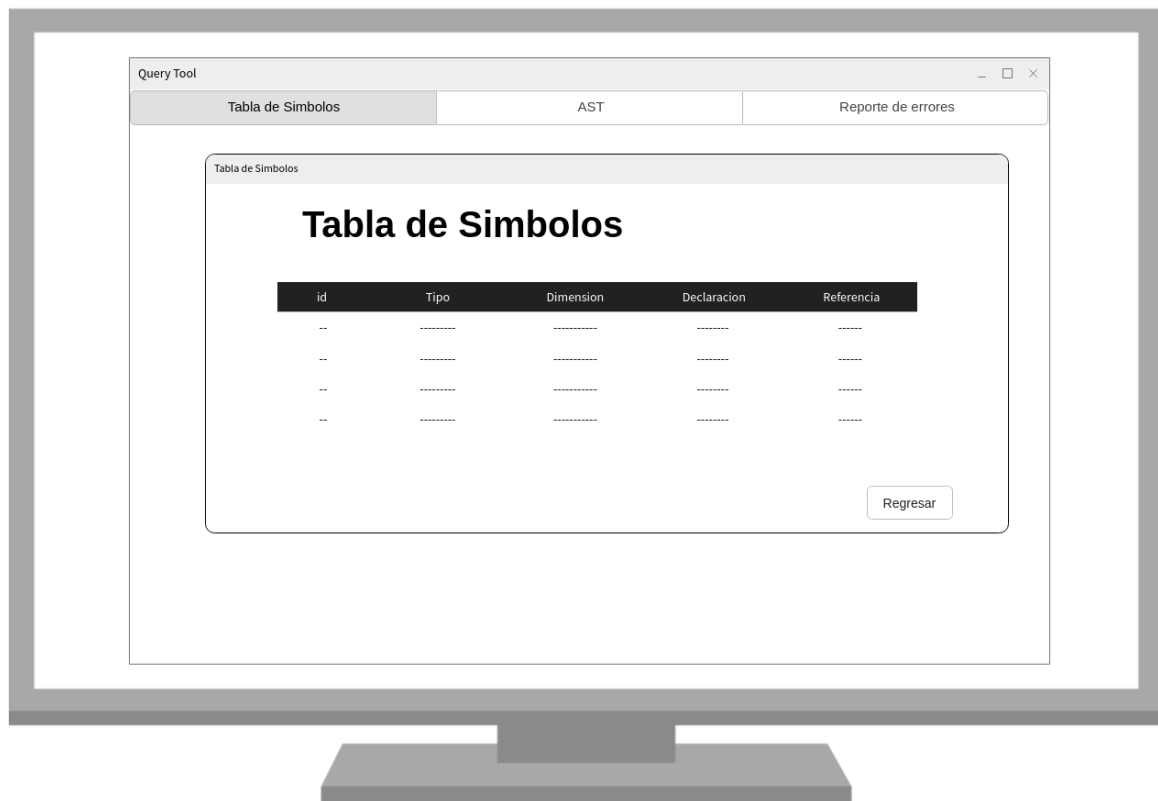 Query Tool
Tabla de Simbolos AST Reporte de errores
Tabla de Simbolos
Tabla de Simbolos
id Tipo Dimension Declaracion Referencia
-- --------- ----------- -------- ------
-- --------- ----------- -------- ------
-- --------- ----------- -------- ------
-- --------- ----------- -------- ------
Regresar